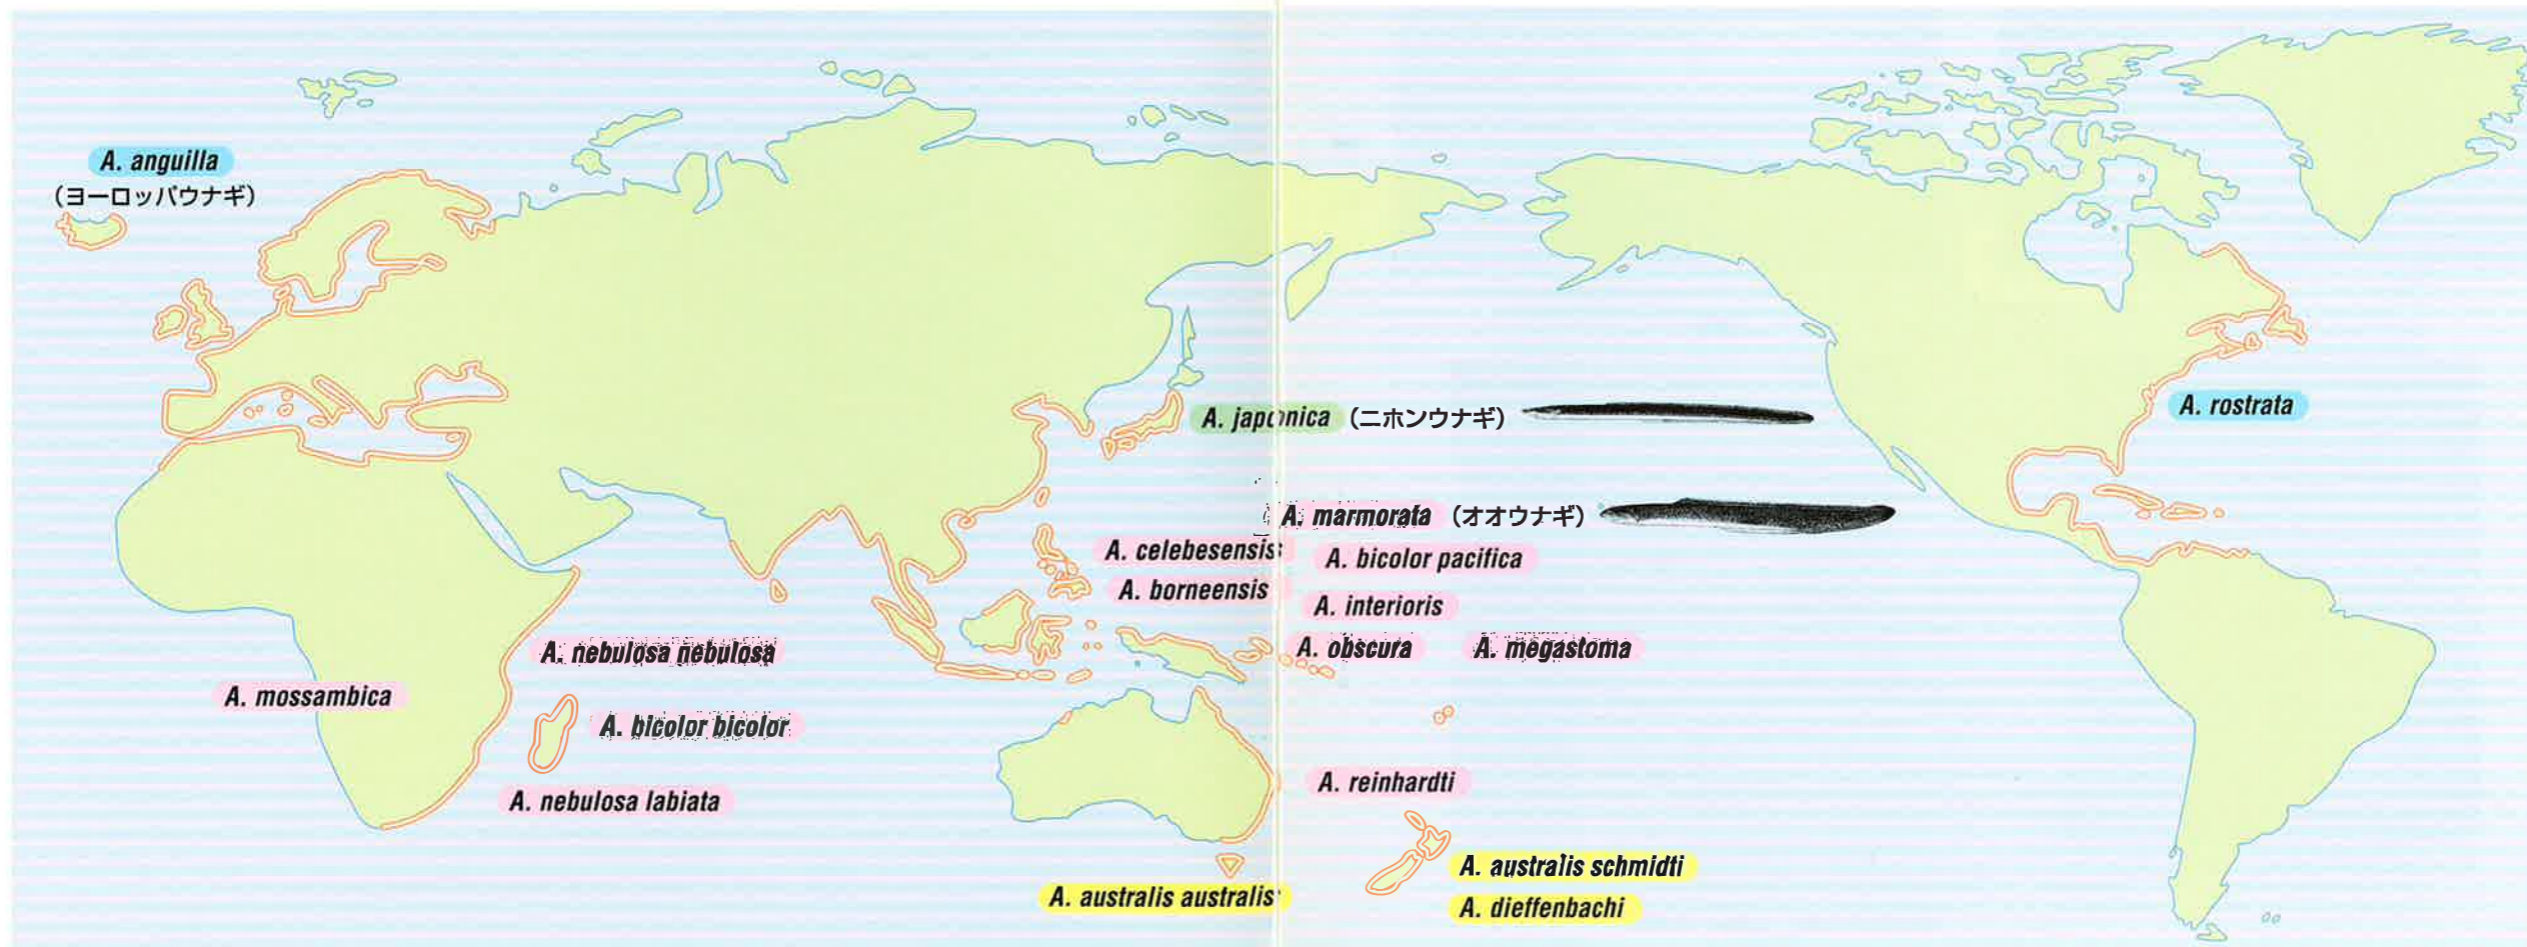 A. anguilla
(ヨーロッパウナギ)
A. japonica (ニホンウナギ)
A. rostrata
A. marmorata (オオウナギ)
A. celebesensis
A. bicolor pacifica
A. borneensis
A. interioris
A. nebulosa nebulosa
A. obscura
A. megastoma
A. mossambica
A. bicolor bicolor
A. reinhardti
A. nebulosa labiata
A. australis schmidti
A. australis australis
A. dieffenbachi